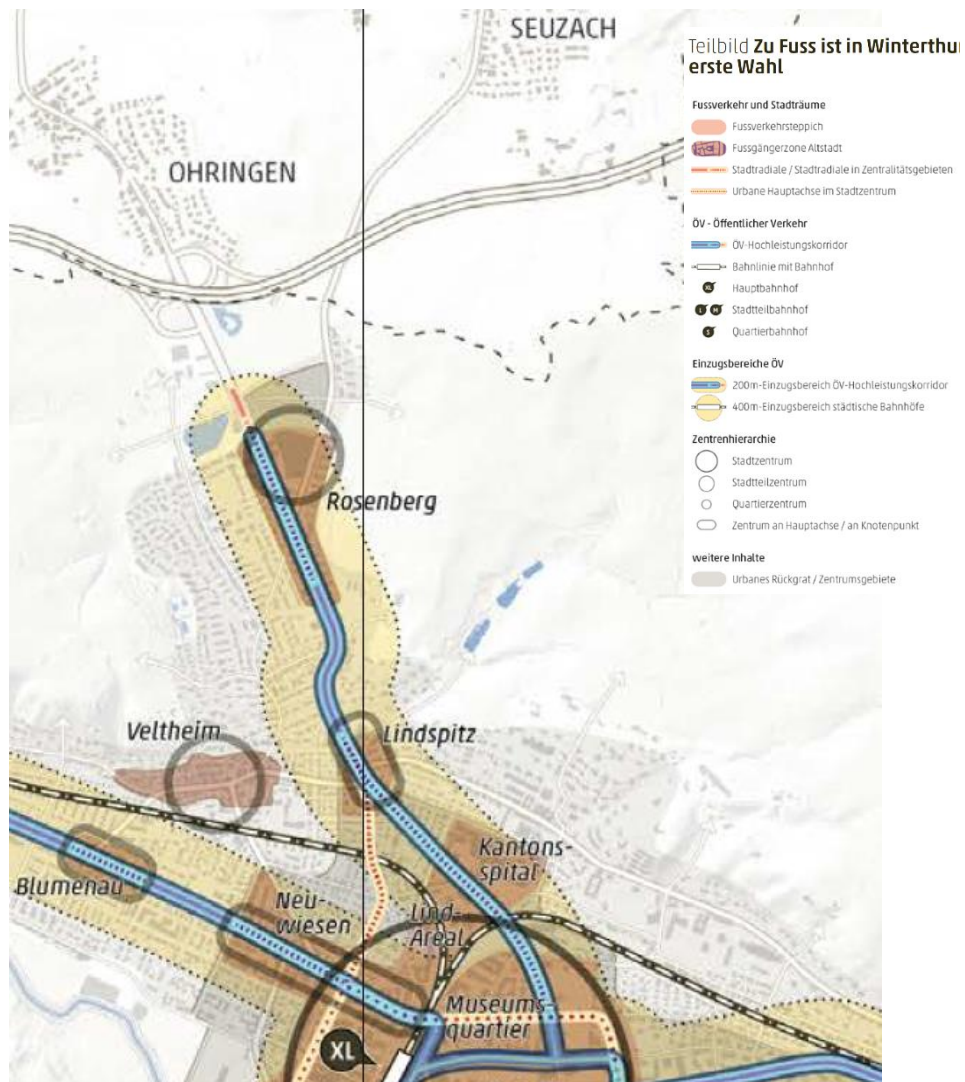 SEUZACH
OHRINGEN
Rosenberg
Veltheim
Lindspitz
Kantons-
spital
Blumenau
Neu-
wiesen
Lind-
Areal
Museums-
quartier
XL
Teilbild Zu Fuss ist in Winterthur
erste Wahl
Fussverkehr und Stadträume
Fussverkehrsteppich
Fussgängerzone Altstadt
Stadtradiale / Stadtradiale in Zentralitätsgebieten
Urbane Hauptachse im Stadtzentrum
ÖV - Öffentlicher Verkehr
ÖV-Hochleistungskorridor
Bahnlinie mit Bahnhof
XL Hauptbahnhof
L M Stadtteilbahnhof
S Quartierbahnhof
Einzugsbereiche ÖV
200m-Einzugsbereich ÖV-Hochleistungskorridor
400m-Einzugsbereich städtische Bahnhöfe
Zentrenhierarchie
Stadtzentrum
Stadtteilzentrum
Quartierzentrum
Zentrum an Hauptachse / an Knotenpunkt
weitere Inhalte
Urbanes Rückgrat / Zentrumsgebiete